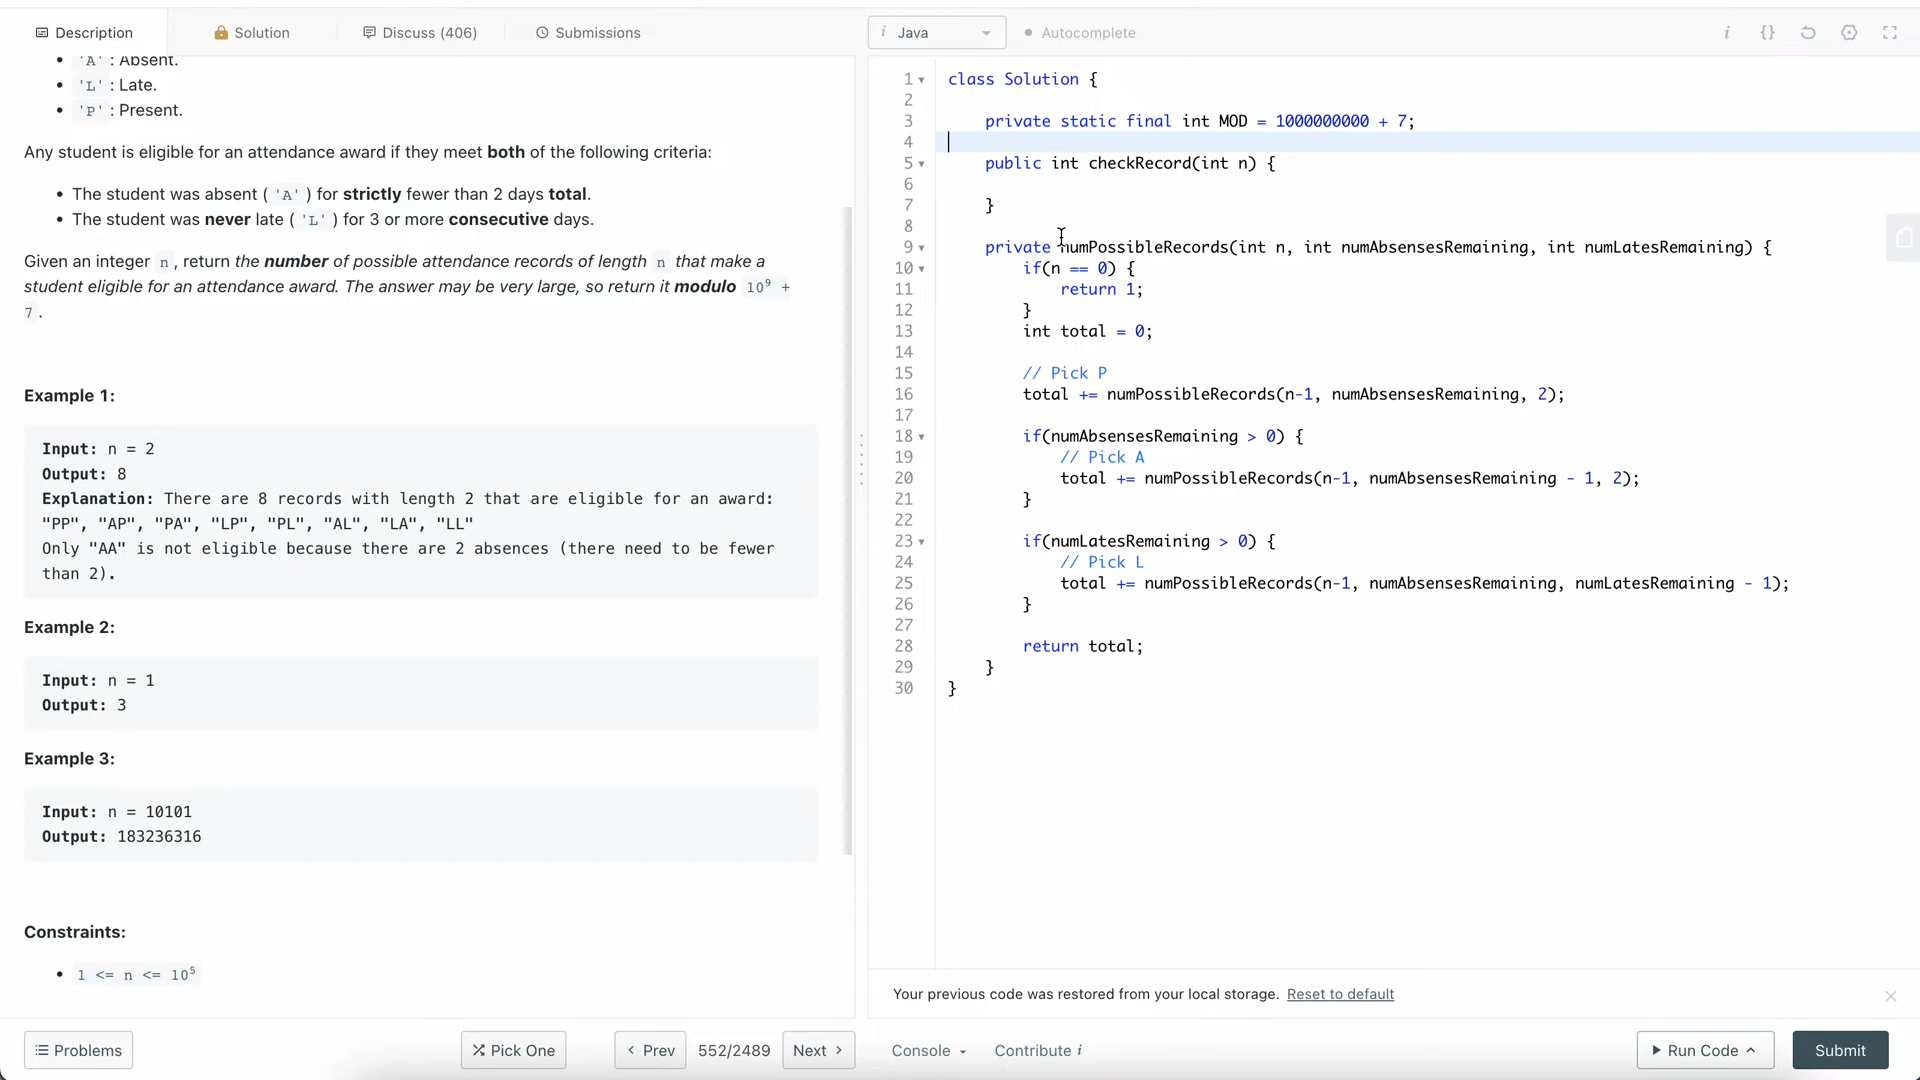 Description
Solution
Discuss (406)
Submissions
i Java
Autocomplete
i {}
• 'A' : Absent.
• 'L' : Late.
• 'P' : Present.
Any student is eligible for an attendance award if they meet both of the following criteria:
• The student was absent ( 'A' ) for strictly fewer than 2 days total.
• The student was never late ( 'L' ) for 3 or more consecutive days.
Given an integer n , return the number of possible attendance records of length n that make a
student eligible for an attendance award. The answer may be very large, so return it modulo 10⁹ +
7 .
Example 1:
Input: n = 2
Output: 8
Explanation: There are 8 records with length 2 that are eligible for an award:
"PP", "AP", "PA", "LP", "PL", "AL", "LA", "LL"
Only "AA" is not eligible because there are 2 absences (there need to be fewer
than 2).
Example 2:
Input: n = 1
Output: 3
Example 3:
Input: n = 10101
Output: 183236316
Constraints:
• 1 <= n <= 10⁵
1 class Solution {
2
3 private static final int MOD = 1000000000 + 7;
4
5 public int checkRecord(int n) {
6
7 }
8
9 private numPossibleRecords(int n, int numAbsensesRemaining, int numLatesRemaining) {
10 if(n == 0) {
11 return 1;
12 }
13 int total = 0;
14
15 // Pick P
16 total += numPossibleRecords(n-1, numAbsensesRemaining, 2);
17
18 if(numAbsensesRemaining > 0) {
19 // Pick A
20 total += numPossibleRecords(n-1, numAbsensesRemaining - 1, 2);
21 }
22
23 if(numLatesRemaining > 0) {
24 // Pick L
25 total += numPossibleRecords(n-1, numAbsensesRemaining, numLatesRemaining - 1);
26 }
27
28 return total;
29 }
30 }
Your previous code was restored from your local storage. Reset to default
Problems
Pick One
Prev
552/2489
Next
Console
Contribute i
Run Code
Submit